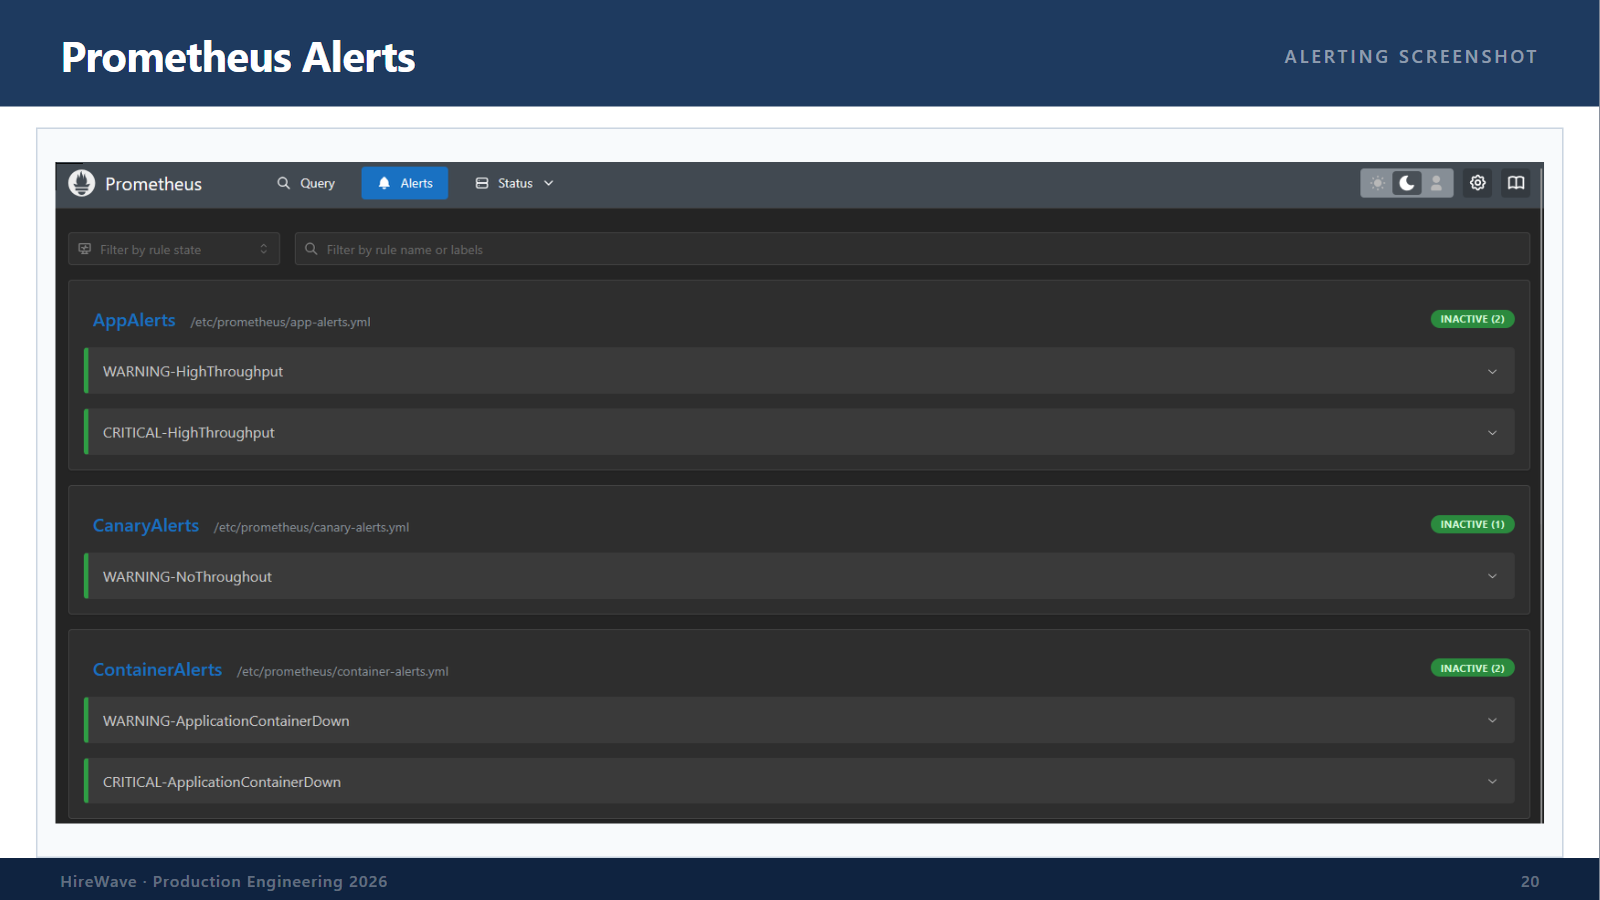 Prometheus Alerts
ALERTING SCREENSHOT
Prometheus Query Alerts Status
Filter by rule state Filter by rule name or labels
AppAlerts /etc/prometheus/app-alerts.yml INACTIVE (2)
WARNING-HighThroughput
CRITICAL-HighThroughput
CanaryAlerts /etc/prometheus/canary-alerts.yml INACTIVE (1)
WARNING-NoThroughout
ContainerAlerts /etc/prometheus/container-alerts.yml INACTIVE (2)
WARNING-ApplicationContainerDown
CRITICAL-ApplicationContainerDown
HireWave · Production Engineering 2026 20